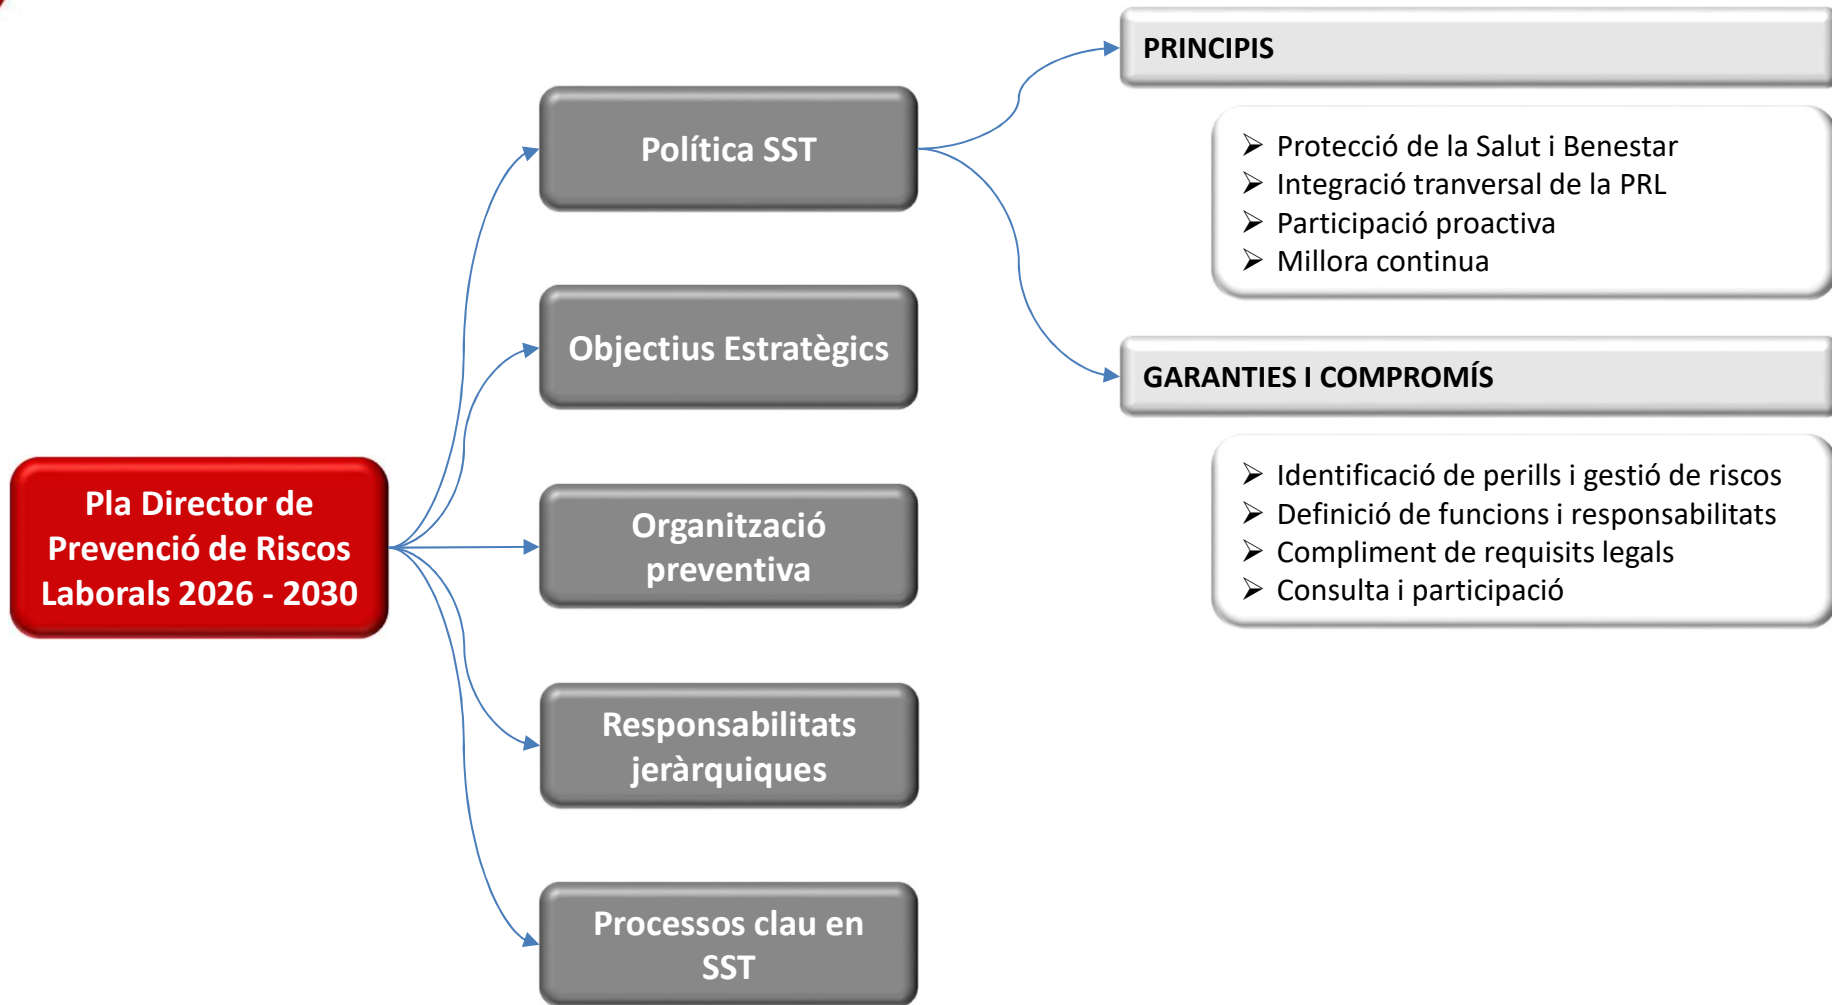 Pla Director de
Prevenció de Riscos
Laborals 2026 - 2030
Política SST
Objectius Estratègics
Organització
preventiva
Responsabilitats
jeràrquiques
Processos clau en
SST
PRINCIPIS
➢ Protecció de la Salut i Benestar
➢ Integració tranversal de la PRL
➢ Participació proactiva
➢ Millora continua
GARANTIES I COMPROMÍS
➢ Identificació de perills i gestió de riscos
➢ Definició de funcions i responsabilitats
➢ Compliment de requisits legals
➢ Consulta i participació